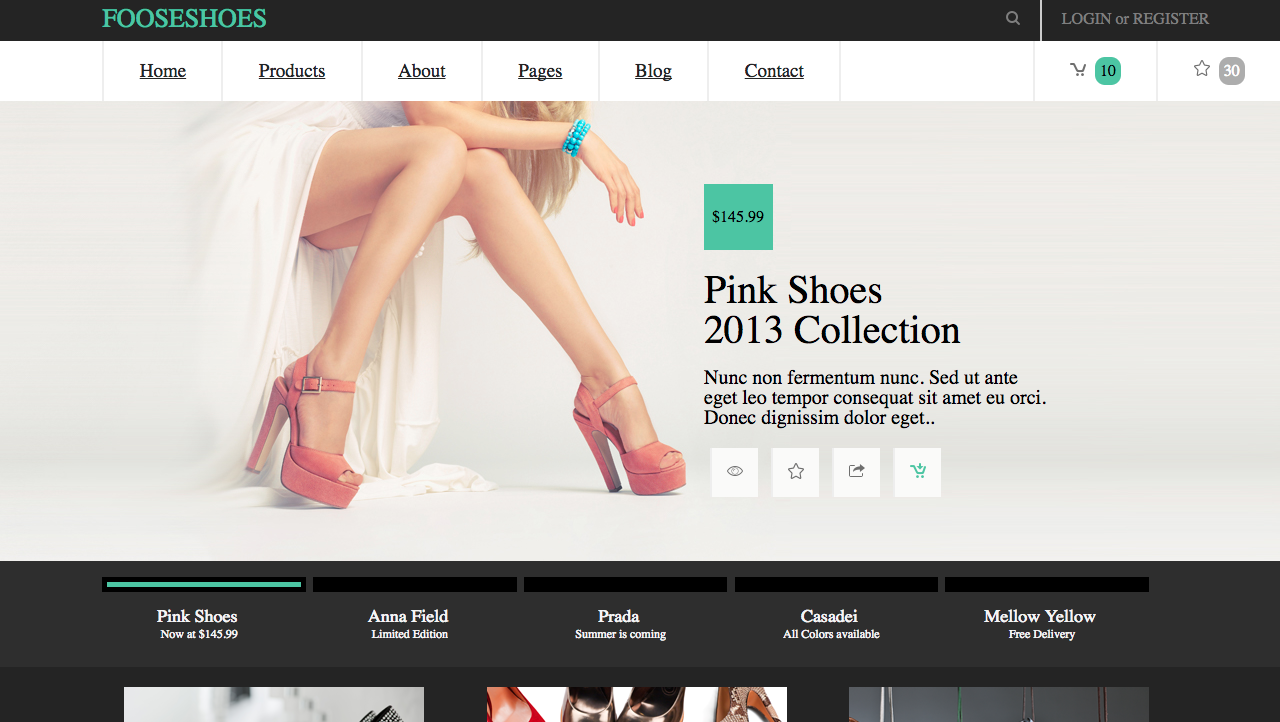 FOOSESHOES
LOGIN or REGISTER
Home Products About Pages Blog Contact 10 30
$145.99
Pink Shoes
2013 Collection
Nunc non fermentum nunc. Sed ut ante
eget leo tempor consequat sit amet eu orci.
Donec dignissim dolor eget..
Pink Shoes
Now at $145.99
Anna Field
Limited Edition
Prada
Summer is coming
Casadei
All Colors available
Mellow Yellow
Free Delivery